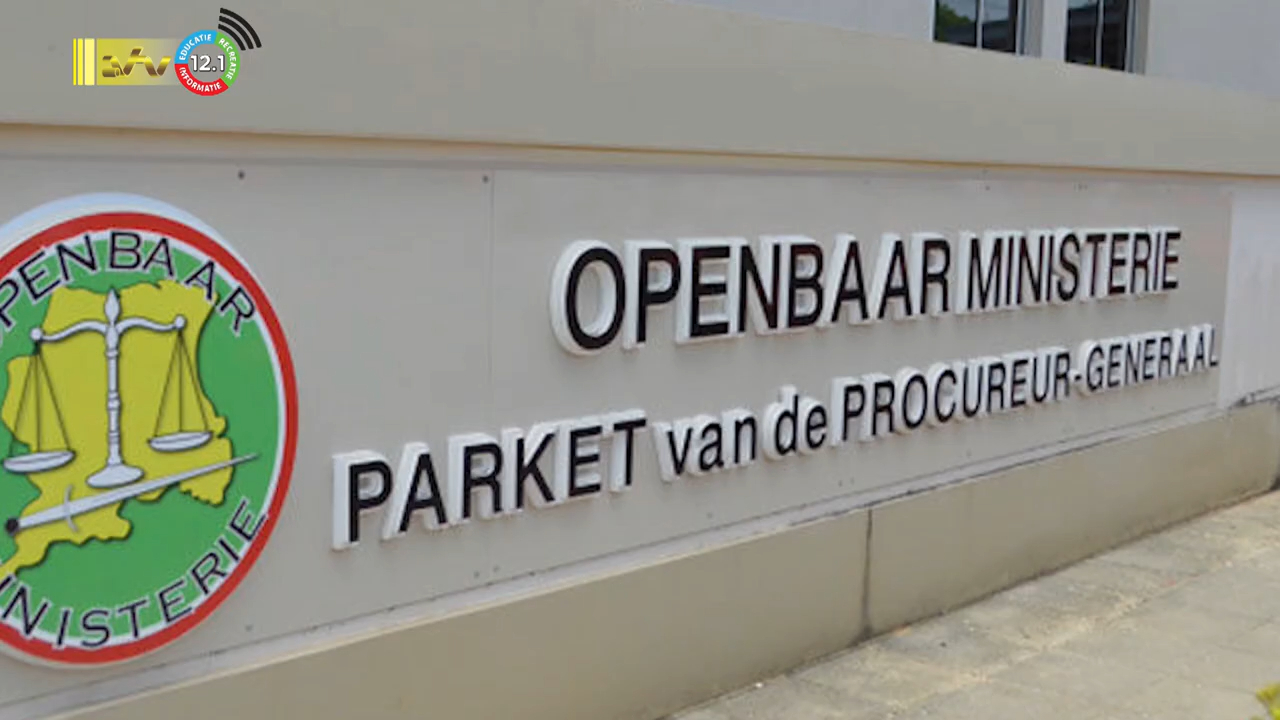 EDUCATIE
RECREATIE
INFORMATIE
12.1
OPENBAAR
MINISTERIE
OPENBAAR MINISTERIE
PARKET van de PROCUREUR-GENERAAL